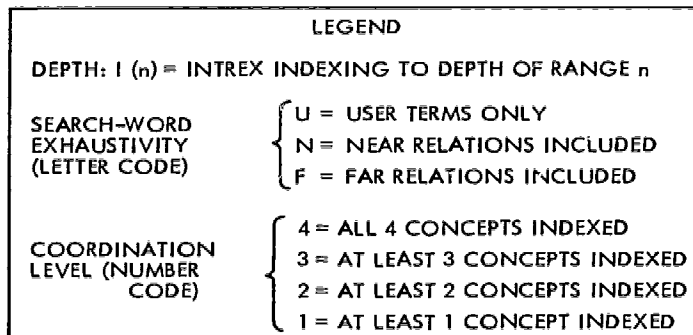 LEGEND
DEPTH: I (n) = INTREX INDEXING TO DEPTH OF RANGE n
SEARCH-WORD
EXHAUSTIVITY
(LETTER CODE)
U = USER TERMS ONLY
N = NEAR RELATIONS INCLUDED
F = FAR RELATIONS INCLUDED
COORDINATION
LEVEL (NUMBER
CODE)
4 = ALL 4 CONCEPTS INDEXED
3 = AT LEAST 3 CONCEPTS INDEXED
2 = AT LEAST 2 CONCEPTS INDEXED
1 = AT LEAST 1 CONCEPT INDEXED